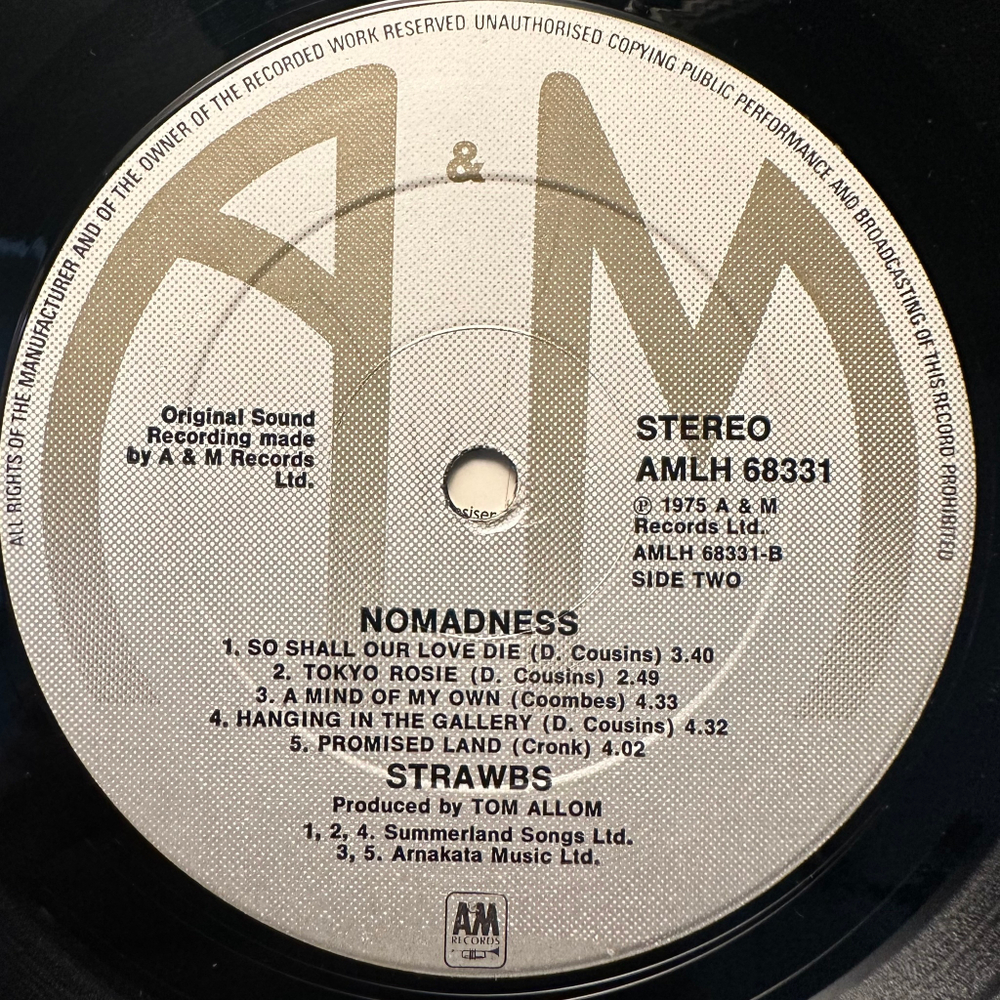 ALL RIGHTS OF THE MANUFACTURER AND OF THE OWNER OF THE RECORDED WORK RESERVED UNAUTHORISED COPYING PUBLIC PERFORMANCE AND BROADCASTING OF THIS RECORD PROHIBITED
A & M
Original Sound
Recording made
by A & M Records
Ltd.
STEREO
AMLH 68331
℗ 1975 A & M
Records Ltd.
AMLH 68331-B
SIDE TWO
esiser
NOMADNESS
1. SO SHALL OUR LOVE DIE (D. Cousins) 3.40
2. TOKYO ROSIE (D. Cousins) 2.49
3. A MIND OF MY OWN (Coombes) 4.33
4. HANGING IN THE GALLERY (D. Cousins) 4.32
5. PROMISED LAND (Cronk) 4.02
STRAWBS
Produced by TOM ALLOM
1, 2, 4. Summerland Songs Ltd.
3, 5. Arnakata Music Ltd.
A&M
RECORDS